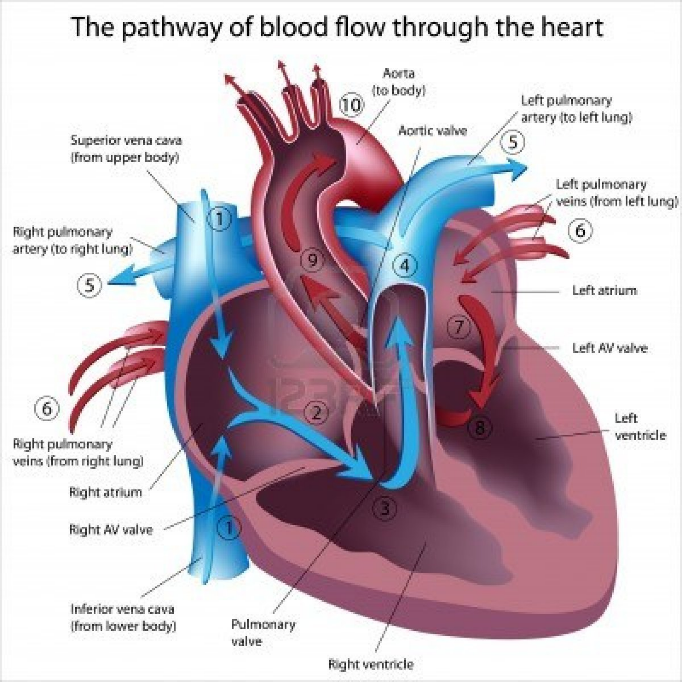 The pathway of blood flow through the heart
Aorta
(to body)
10
Left pulmonary
artery (to left lung)
Aortic valve
5
Superior vena cava
(from upper body)
1
Left pulmonary
veins (from left lung)
6
Right pulmonary
artery (to right lung)
5
9
4
Left atrium
7
Left AV valve
6
2
8
Left
ventricle
Right pulmonary
veins (from right lung)
Right atrium
3
Right AV valve
1
Inferior vena cava
(from lower body)
Pulmonary
valve
Right ventricle